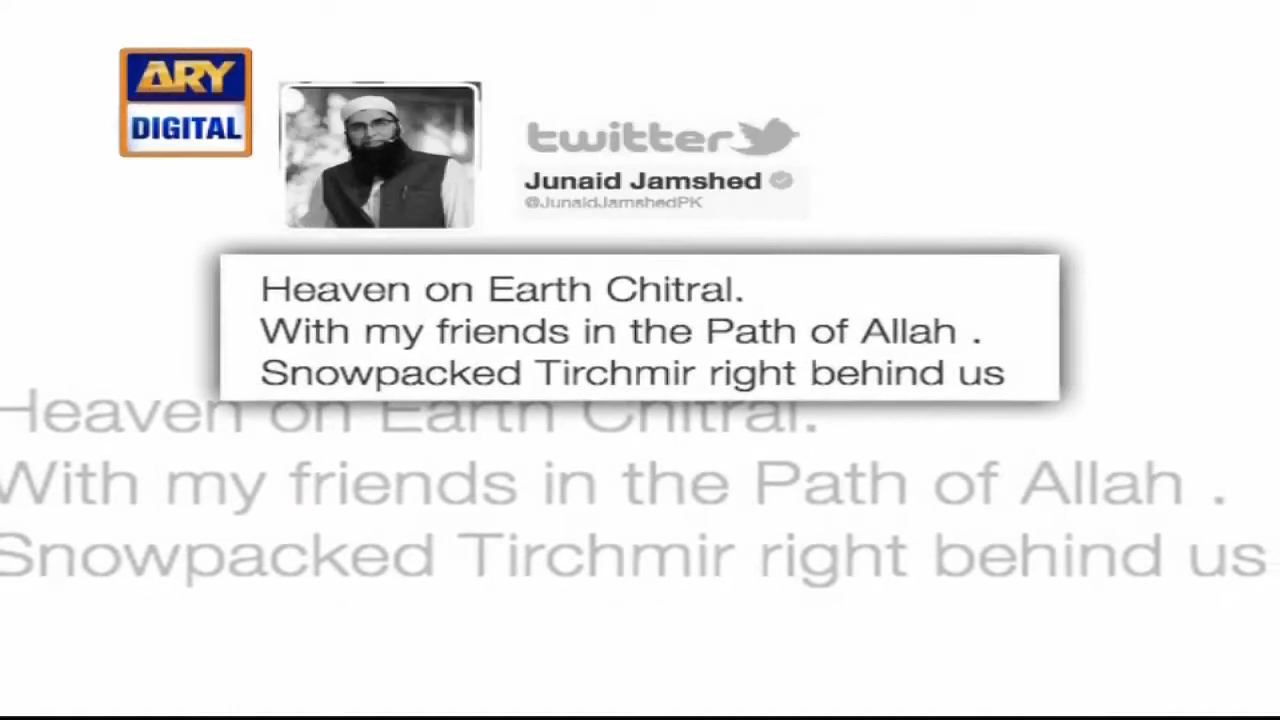 ARY
DIGITAL
twitter
Junaid Jamshed
@JunaidJamshedPK
Heaven on Earth Chitral.
With my friends in the Path of Allah .
Snowpacked Tirchmir right behind us
Heaven on Earth Chitral.
With my friends in the Path of Allah .
Snowpacked Tirchmir right behind us